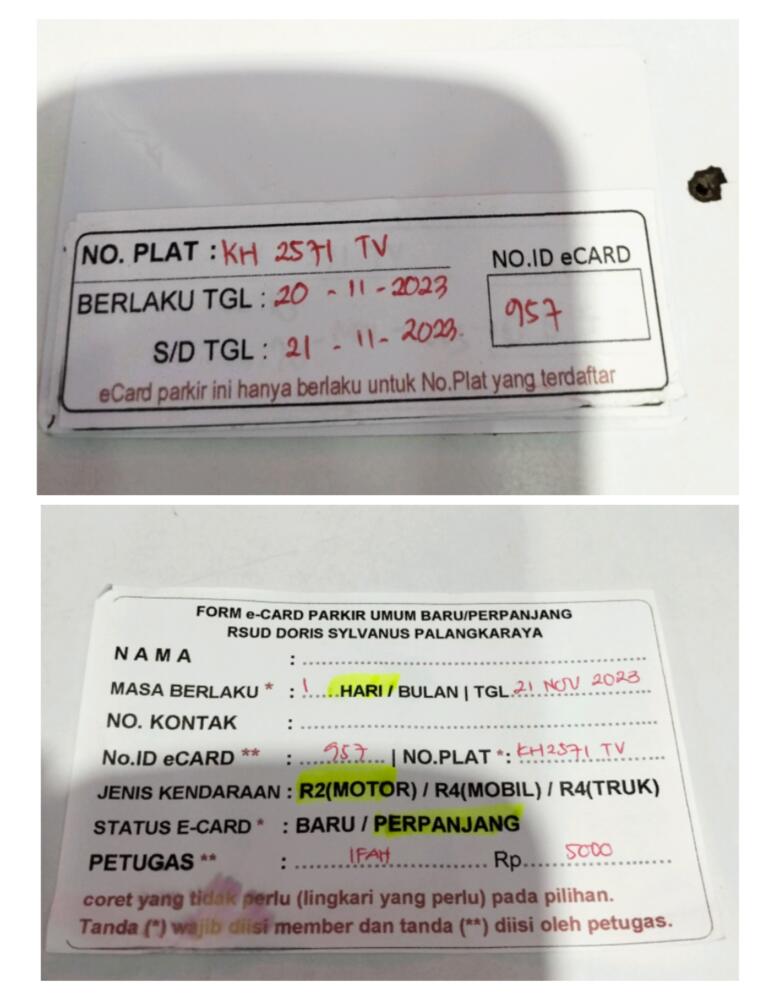 NO. PLAT : KH 2571 TV
NO.ID eCARD
BERLAKU TGL : 20 - 11 - 2023
957
S/D TGL : 21 - 11 - 2023.
eCard parkir ini hanya berlaku untuk No.Plat yang terdaftar
FORM e-CARD PARKIR UMUM BARU/PERPANJANG
RSUD DORIS SYLVANUS PALANGKARAYA
NAMA : ..........
MASA BERLAKU * : 1 .....HARI / BULAN | TGL. 21 NOV 2023
NO. KONTAK : ..........
No.ID eCARD ** : ..... 957 .... | NO.PLAT *: KH2571 TV
JENIS KENDARAAN : R2(MOTOR) / R4(MOBIL) / R4(TRUK)
STATUS E-CARD * : BARU / PERPANJANG
PETUGAS ** : ..... IFAH ..... Rp..... 5000 .....
coret yang tidak perlu (lingkari yang perlu) pada pilihan.
Tanda (*) wajib diisi member dan tanda (**) diisi oleh petugas.